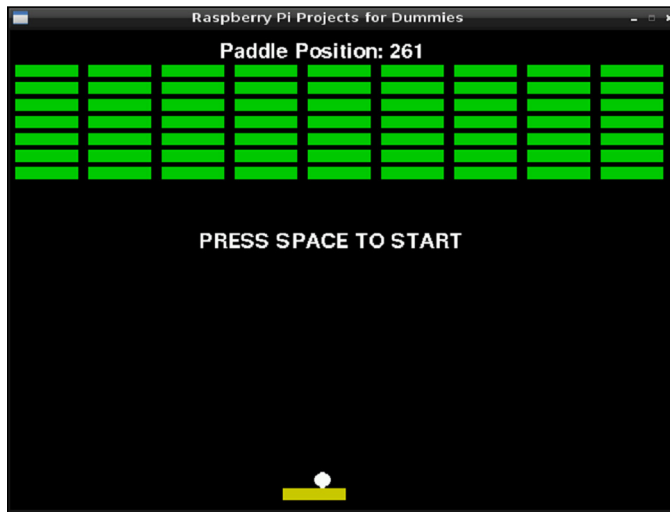 Raspberry Pi Projects for Dummies
Paddle Position: 261
PRESS SPACE TO START